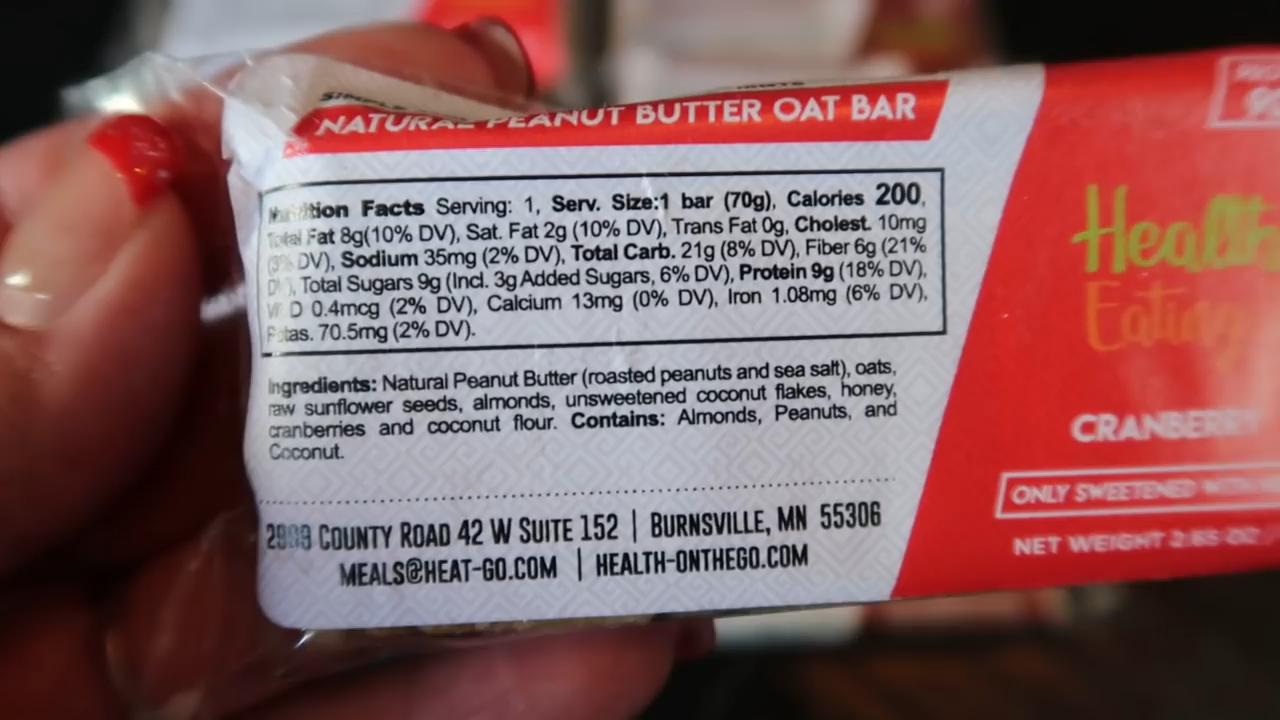 NATURAL PEANUT BUTTER OAT BAR
Nutrition Facts Serving: 1, Serv. Size:1 bar (70g), Calories 200,
Total Fat 8g(10% DV), Sat. Fat 2g (10% DV), Trans Fat 0g, Cholest. 10mg
(3% DV), Sodium 35mg (2% DV), Total Carb. 21g (8% DV), Fiber 6g (21%
DV), Total Sugars 9g (Incl. 3g Added Sugars, 6% DV), Protein 9g (18% DV),
Vit. D 0.4mcg (2% DV), Calcium 13mg (0% DV), Iron 1.08mg (6% DV),
Potas. 70.5mg (2% DV).
Ingredients: Natural Peanut Butter (roasted peanuts and sea salt), oats,
raw sunflower seeds, almonds, unsweetened coconut flakes, honey,
cranberries and coconut flour. Contains: Almonds, Peanuts, and
Coconut.
COUNTY ROAD 42 W SUITE 152 | BURNSVILLE, MN 55306
MEALS@HEAT-GO.COM | HEALTH-ONTHEGO.COM
Health
Eating
CRANBERRY
ONLY SWEETENED
NET WEIGHT 2.65 OZ